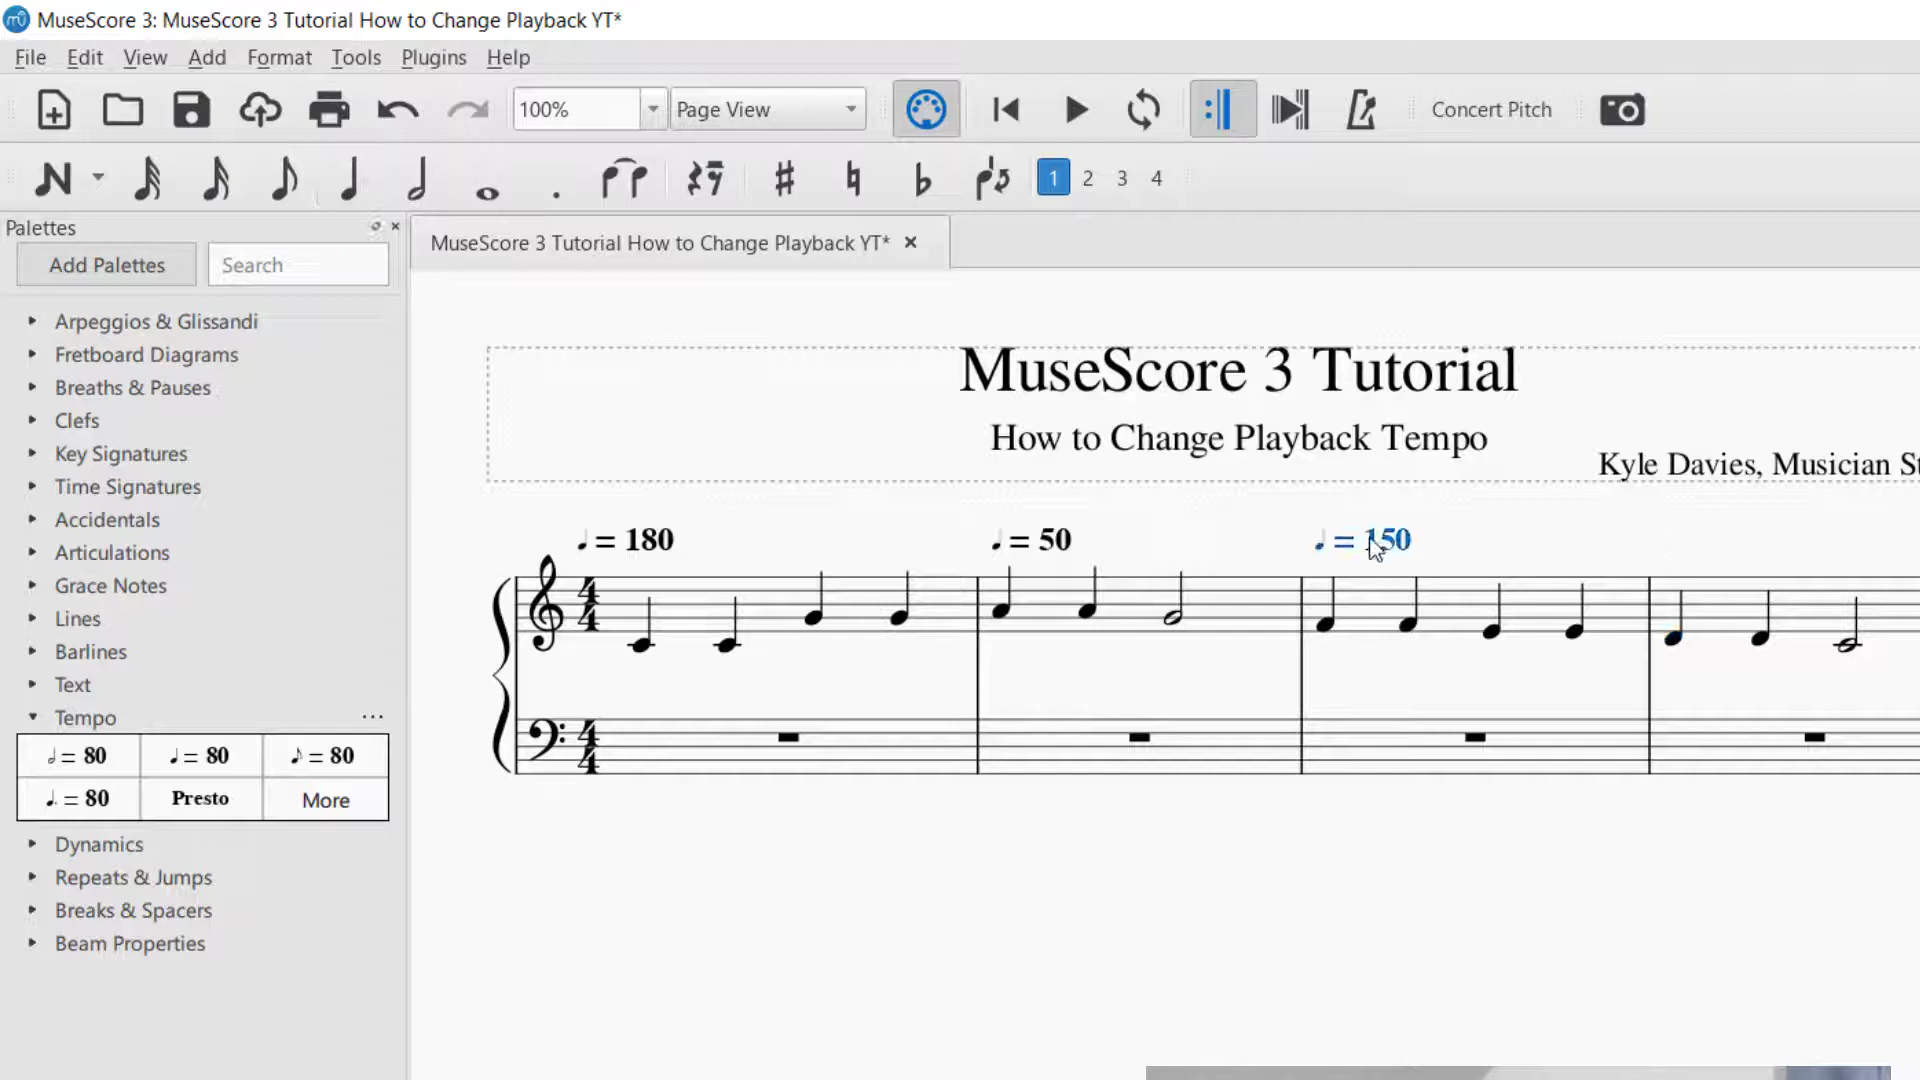 MuseScore 3: MuseScore 3 Tutorial How to Change Playback YT*
File Edit View Add Format Tools Plugins Help
100% Page View Concert Pitch
1 2 3 4
Palettes
MuseScore 3 Tutorial How to Change Playback YT*
Add Palettes Search
Arpeggios & Glissandi
Fretboard Diagrams
Breaths & Pauses
Clefs
Key Signatures
Time Signatures
Accidentals
Articulations
Grace Notes
Lines
Barlines
Text
Tempo ...
𝅗𝅥 = 80 ♩ = 80 ♪ = 80
♩. = 80 Presto More
Dynamics
Repeats & Jumps
Breaks & Spacers
Beam Properties
MuseScore 3 Tutorial
How to Change Playback Tempo
Kyle Davies, Musician
♩ = 180 ♩ = 50 ♩ = 150
4 4
4 4